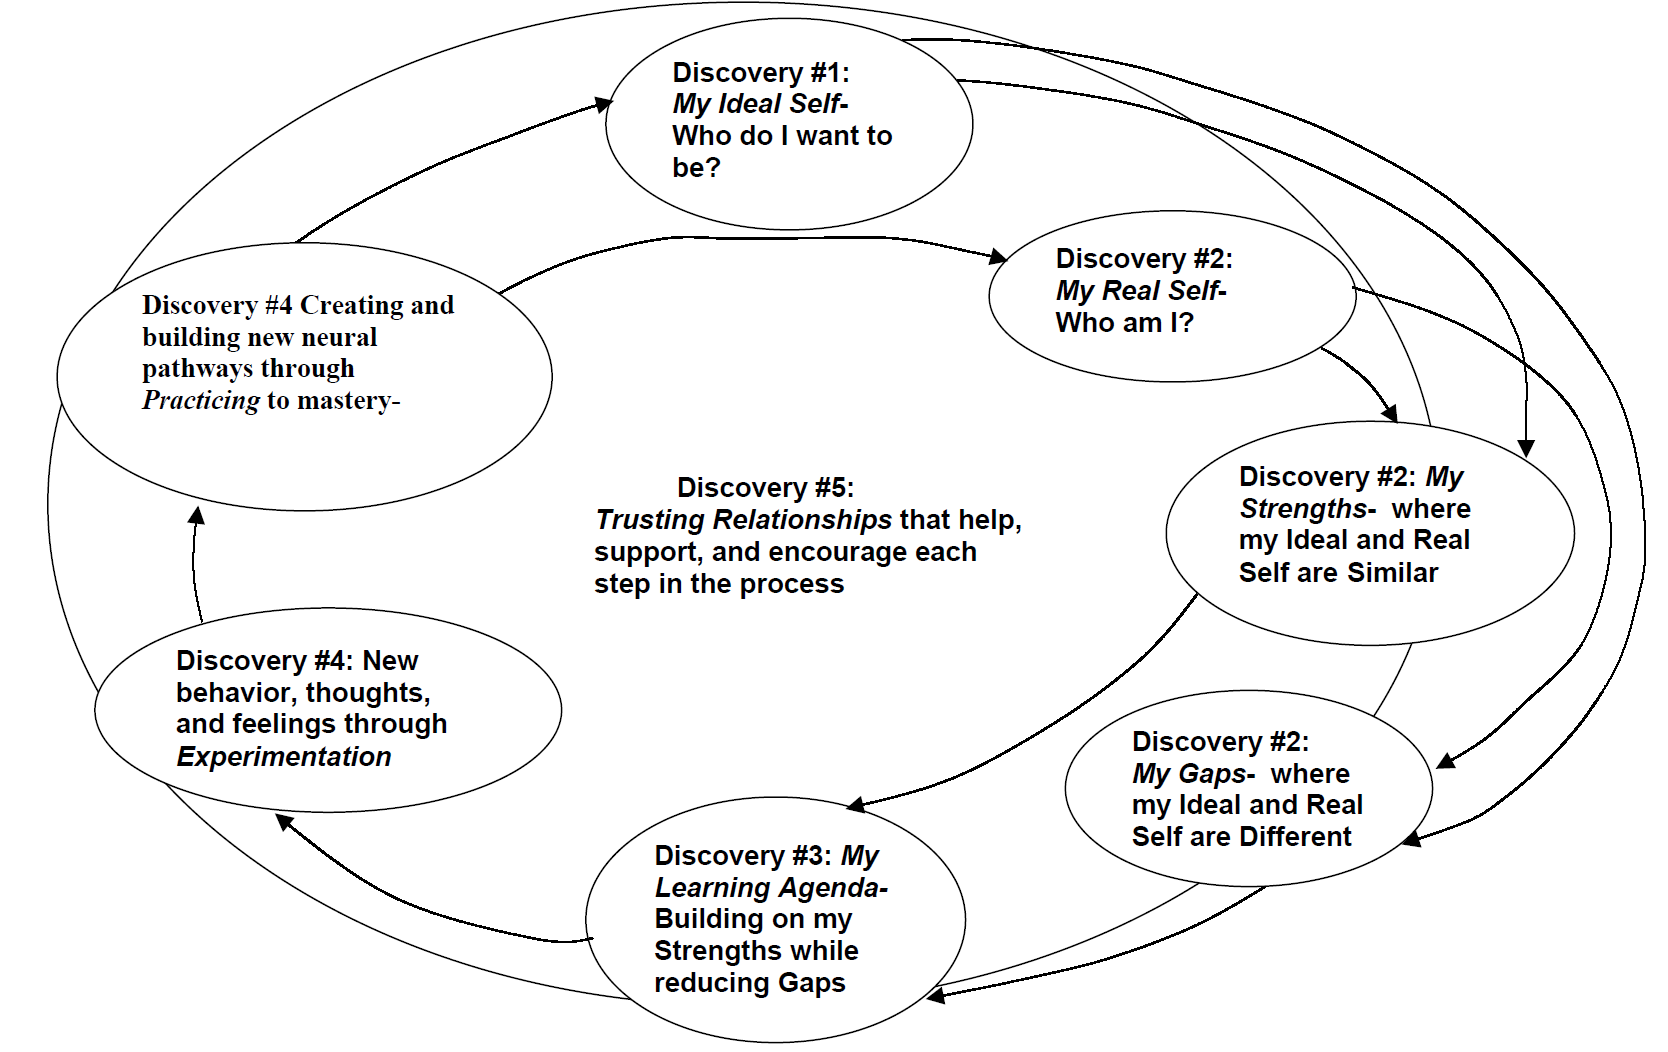 Discovery #1:
My Ideal Self-
Who do I want to
be?
Discovery #2:
My Real Self-
Who am I?
Discovery #4 Creating and
building new neural
pathways through
Practicing to mastery-
Discovery #5:
Trusting Relationships that help,
support, and encourage each
step in the process
Discovery #2: My
Strengths-  where
my Ideal and Real
Self are Similar
Discovery #4: New
behavior, thoughts,
and feelings through
Experimentation
Discovery #2:
My Gaps-  where
my Ideal and Real
Self are Different
Discovery #3: My
Learning Agenda-
Building on my
Strengths while
reducing Gaps